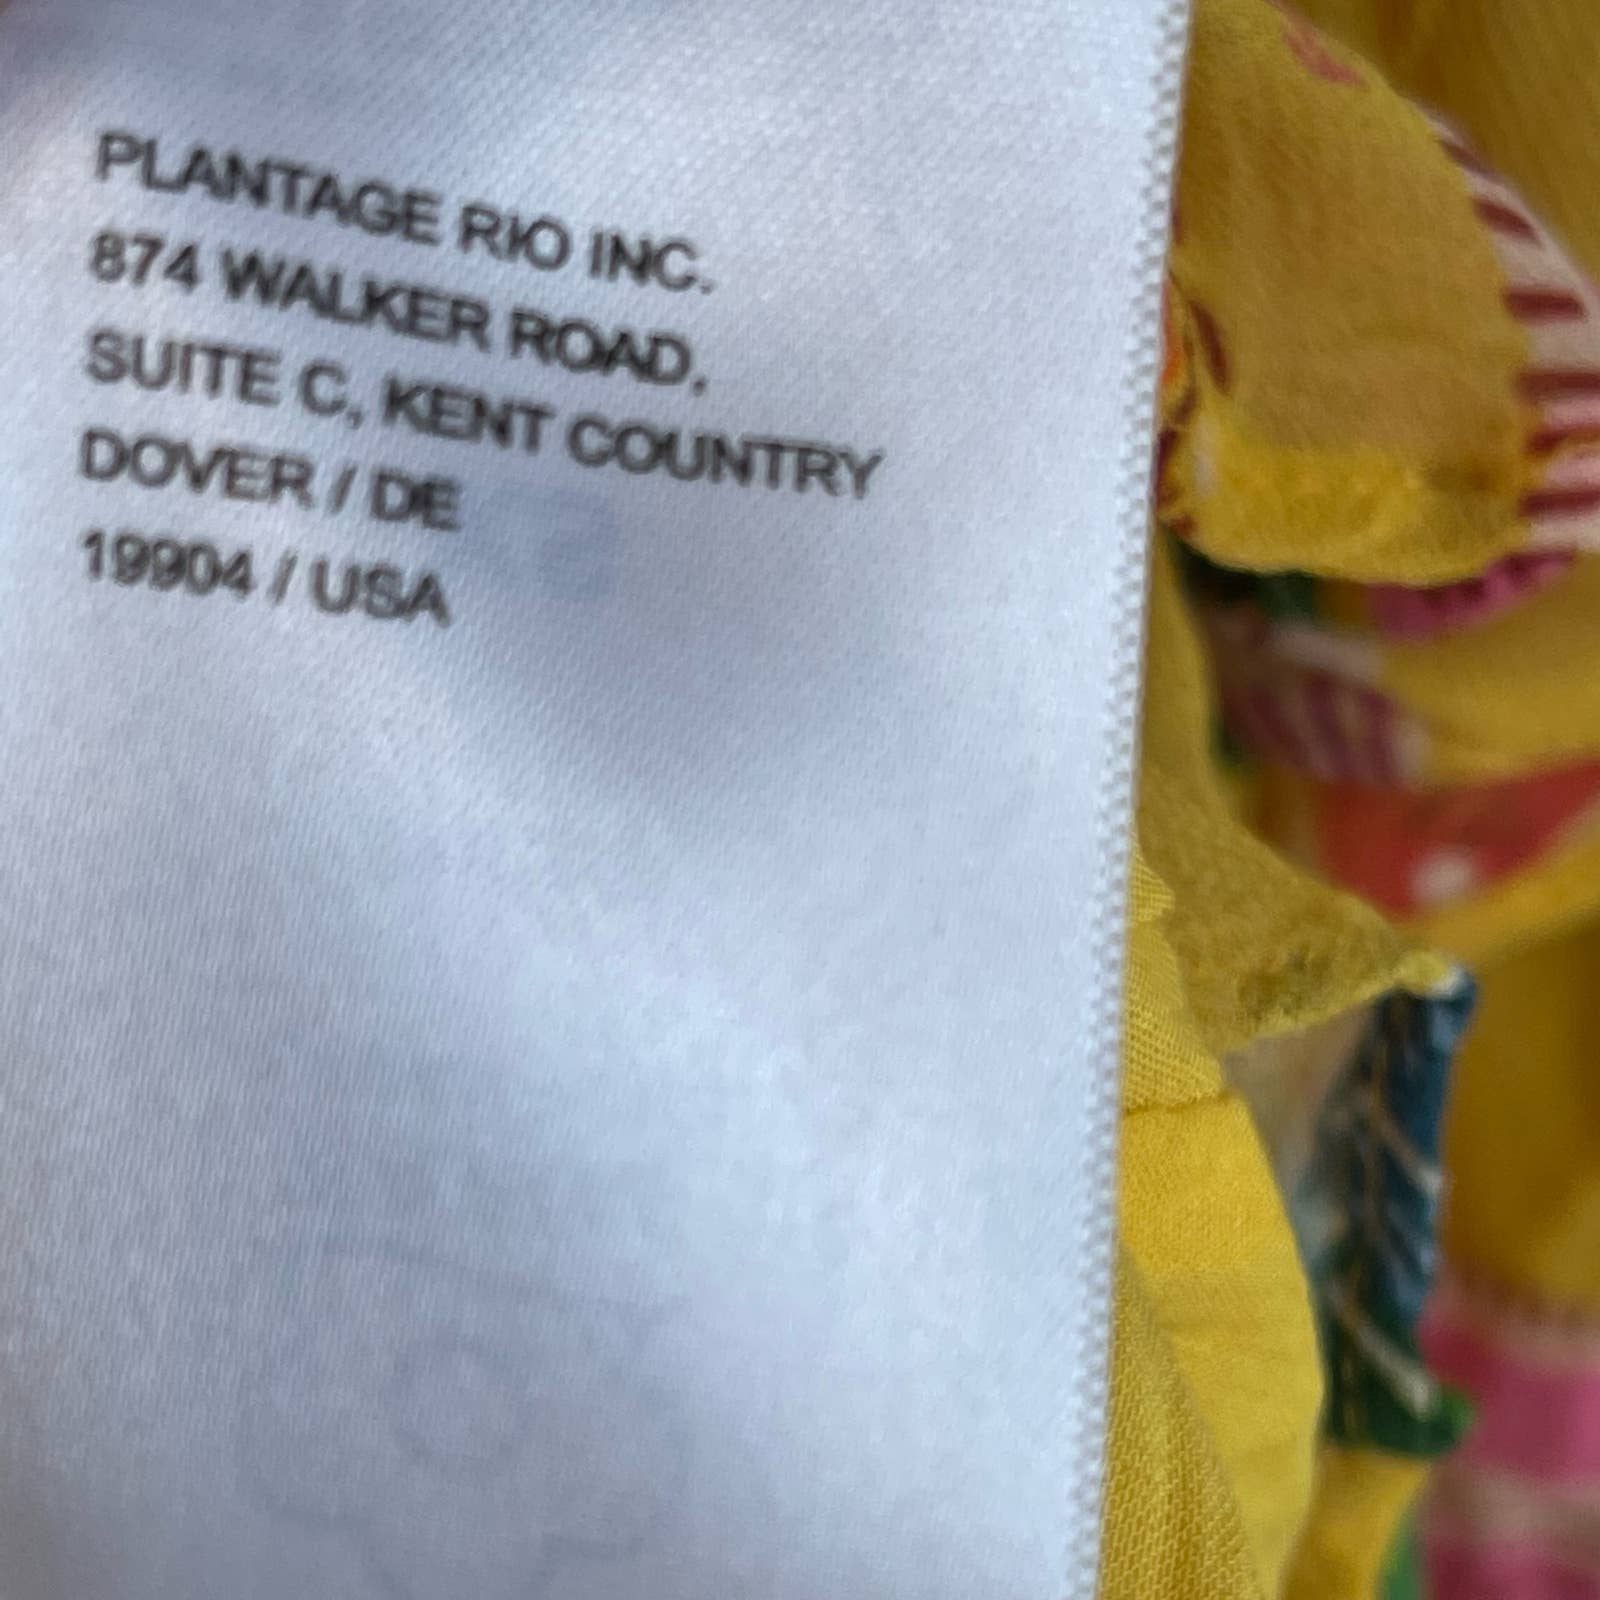 PLANTAGE RIO INC.
874 WALKER ROAD,
SUITE C, KENT COUNTRY
DOVER / DE
19904 / USA